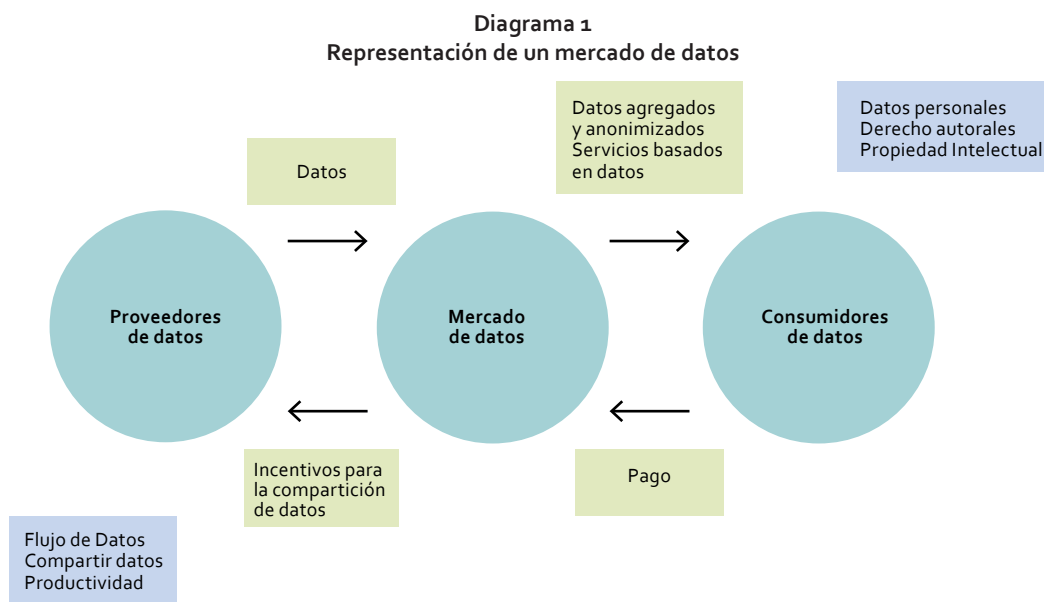 Diagrama 1
Representación de un mercado de datos
Datos agregados
y anonimizados
Servicios basados
en datos
Datos personales
Derecho autorales
Propiedad Intelectual
Datos
Proveedores
de datos
Mercado
de datos
Consumidores
de datos
Incentivos para
la compartición
de datos
Pago
Flujo de Datos
Compartir datos
Productividad